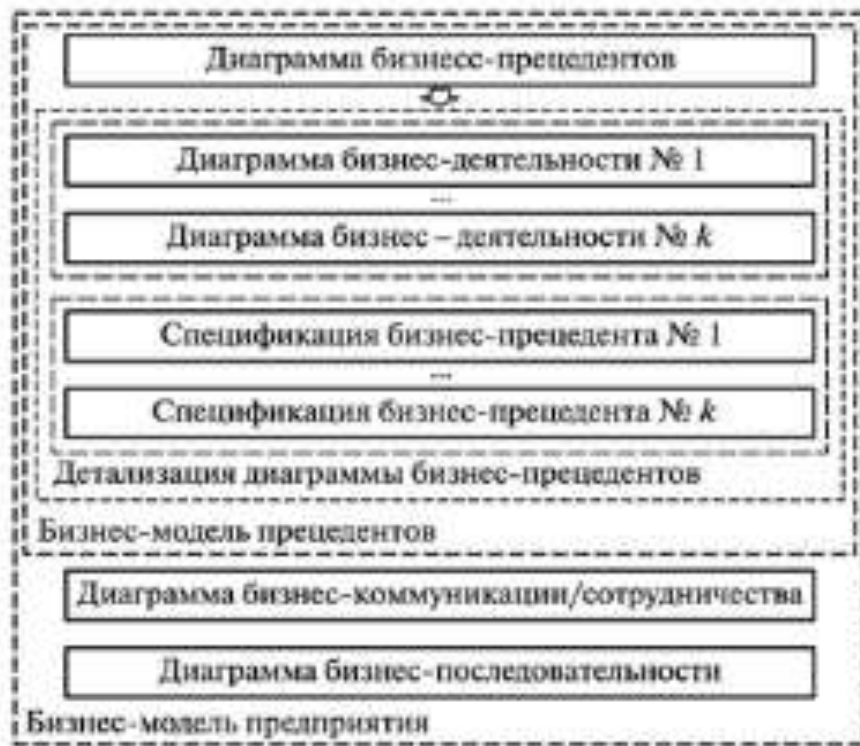 Диаграмма бизнесс-прецедентов
Диаграмма бизнес-деятельности № 1
...
Диаграмма бизнес – деятельности № k
Спецификация бизнес-прецедента № 1
...
Спецификация бизнес-прецедента № k
Детализация диаграммы бизнес-прецедентов
Бизнес-модель прецедентов
Диаграмма бизнес-коммуникации/сотрудничества
Диаграмма бизнес-последовательности
Бизнес-модель предприятия